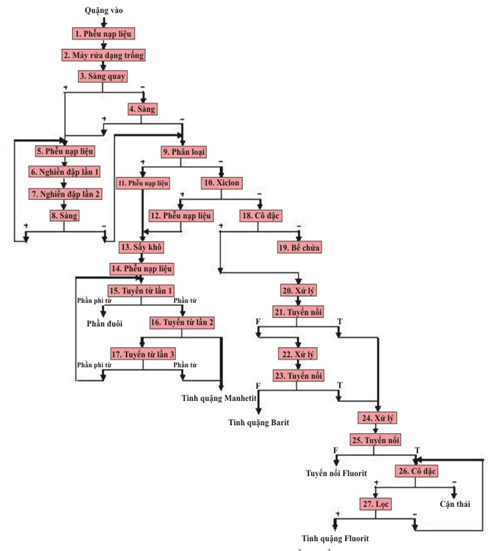 Quặng vào
1. Phễu nạp liệu
2. Máy rửa dạng trống
3. Sàng quay
+ −
4. Sàng
+ −
5. Phễu nạp liệu
9. Phân loại
6. Nghiền đập lần 1
+ −
11. Phễu nạp liệu
10. Xiclon
7. Nghiền đập lần 2
+ −
8. Sàng
12. Phễu nạp liệu
18. Cô đặc
+ −
+ −
13. Sấy khô
19. Bể chứa
14. Phễu nạp liệu
15. Tuyển từ lần 1
20. Xử lý
Phần phi từ
Phần từ
21. Tuyển nổi
Phần đuôi
16. Tuyển từ lần 2
F T
17. Tuyển từ lần 3
22. Xử lý
Phần phi từ
Phần từ
23. Tuyển nổi
F T
Tinh quặng Manhetit
Tinh quặng Barit
24. Xử lý
25. Tuyển nổi
F T
Tuyển nổi Fluorit
26. Cô đặc
+ −
27. Lọc
Cặn thải
+ −
Tinh quặng Fluorit